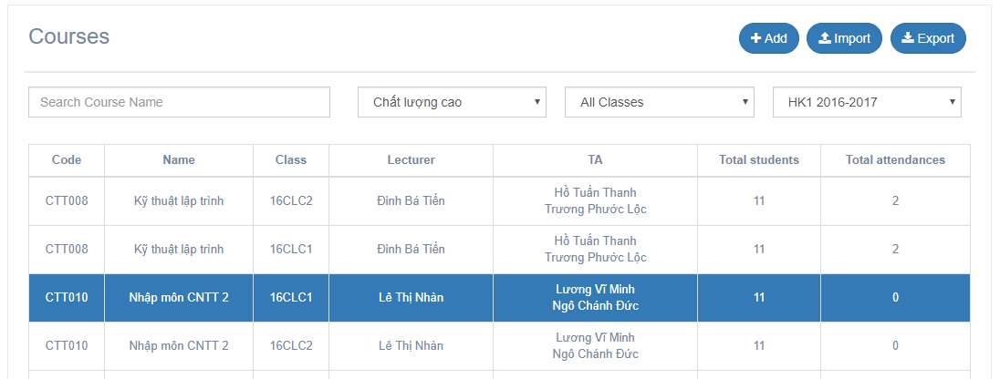 Courses
Add Import Export
Search Course Name Chất lượng cao All Classes HK1 2016-2017
Code Name Class Lecturer TA Total students Total attendances
CTT008 Kỹ thuật lập trình 16CLC2 Đinh Bá Tiến Hồ Tuấn Thanh 11 2
Trương Phước Lộc
CTT008 Kỹ thuật lập trình 16CLC1 Đinh Bá Tiến Hồ Tuấn Thanh 11 2
Trương Phước Lộc
CTT010 Nhập môn CNTT 2 16CLC1 Lê Thị Nhàn Lương Vĩ Minh 11 0
Ngô Chánh Đức
CTT010 Nhập môn CNTT 2 16CLC2 Lê Thị Nhàn Lương Vĩ Minh 11 0
Ngô Chánh Đức